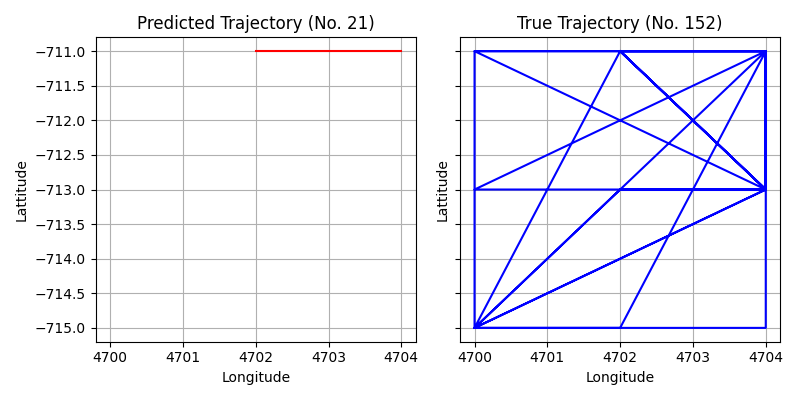 Predicted Trajectory (No. 21)
True Trajectory (No. 152)
Lattitude
−711.0
−711.5
−712.0
−712.5
−713.0
−713.5
−714.0
−714.5
−715.0
4700 4701 4702 4703 4704
Longitude
Lattitude
4700 4701 4702 4703 4704
Longitude